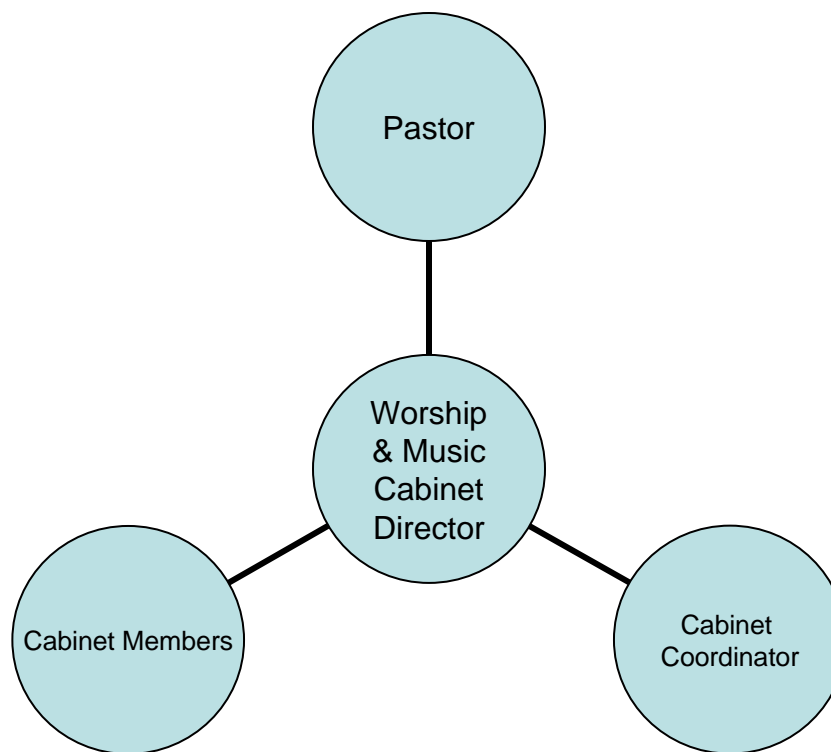 Pastor
Worship
& Music
Cabinet
Director
Cabinet Members
Cabinet
Coordinator